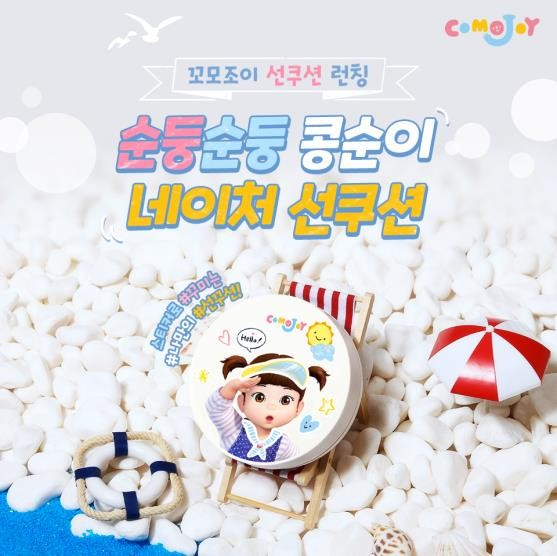 COMOJOY
꼬모조이 선쿠션 런칭
순둥순둥 콩순이
네이처 선쿠션
스티커로 #꾸미는
#나만의 #선쿠션!
COMOJOY
Hello!